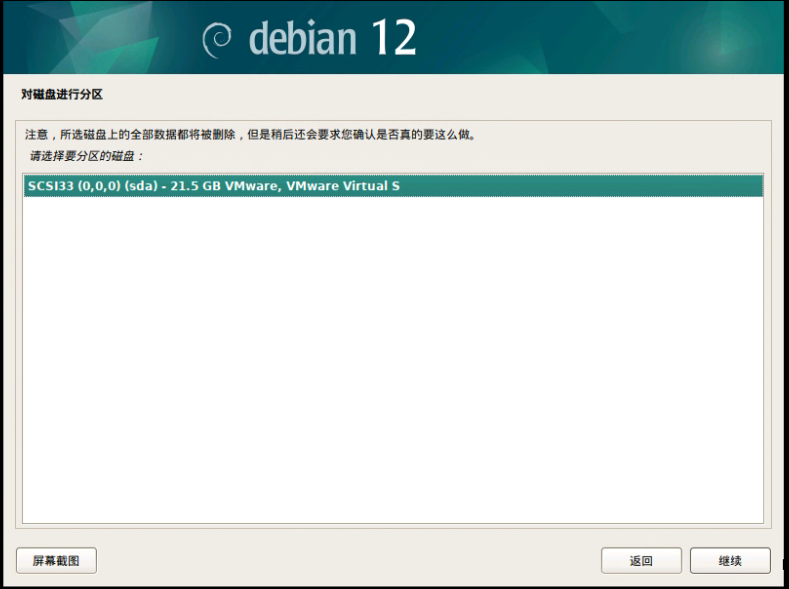 debian 12
对磁盘进行分区
注意，所选磁盘上的全部数据都将被删除，但是稍后还会要求您确认是否真的要这么做。
请选择要分区的磁盘：
SCSI33 (0,0,0) (sda) - 21.5 GB VMware, VMware Virtual S
屏幕截图
返回
继续